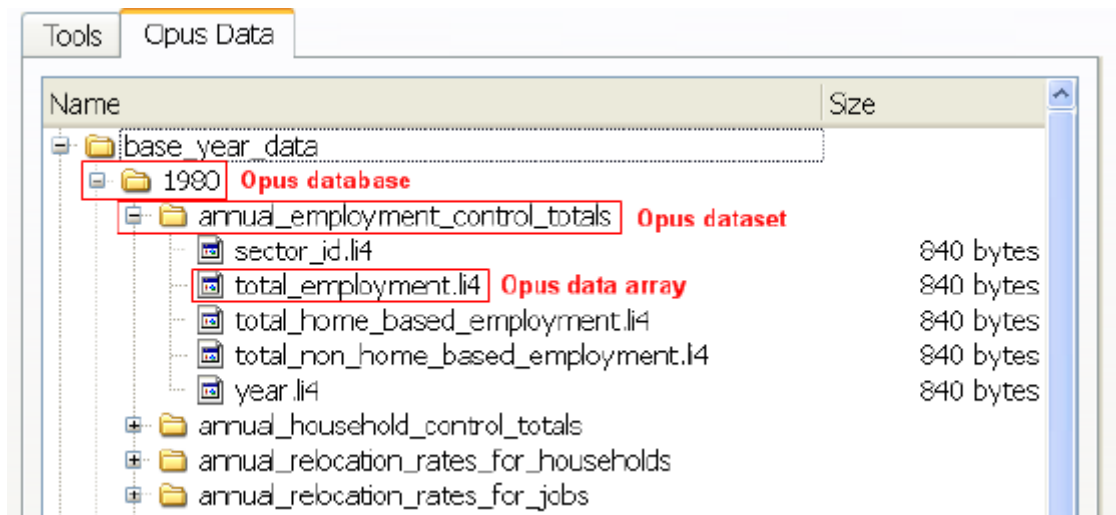 Tools Opus Data
Name Size
base_year_data
1980 Opus database
annual_employment_control_totals Opus dataset
sector_id.li4 840 bytes
total_employment.li4 Opus data array 840 bytes
total_home_based_employment.li4 840 bytes
total_non_home_based_employment.li4 840 bytes
year.li4 840 bytes
annual_household_control_totals
annual_relocation_rates_for_households
annual_relocation_rates_for_jobs